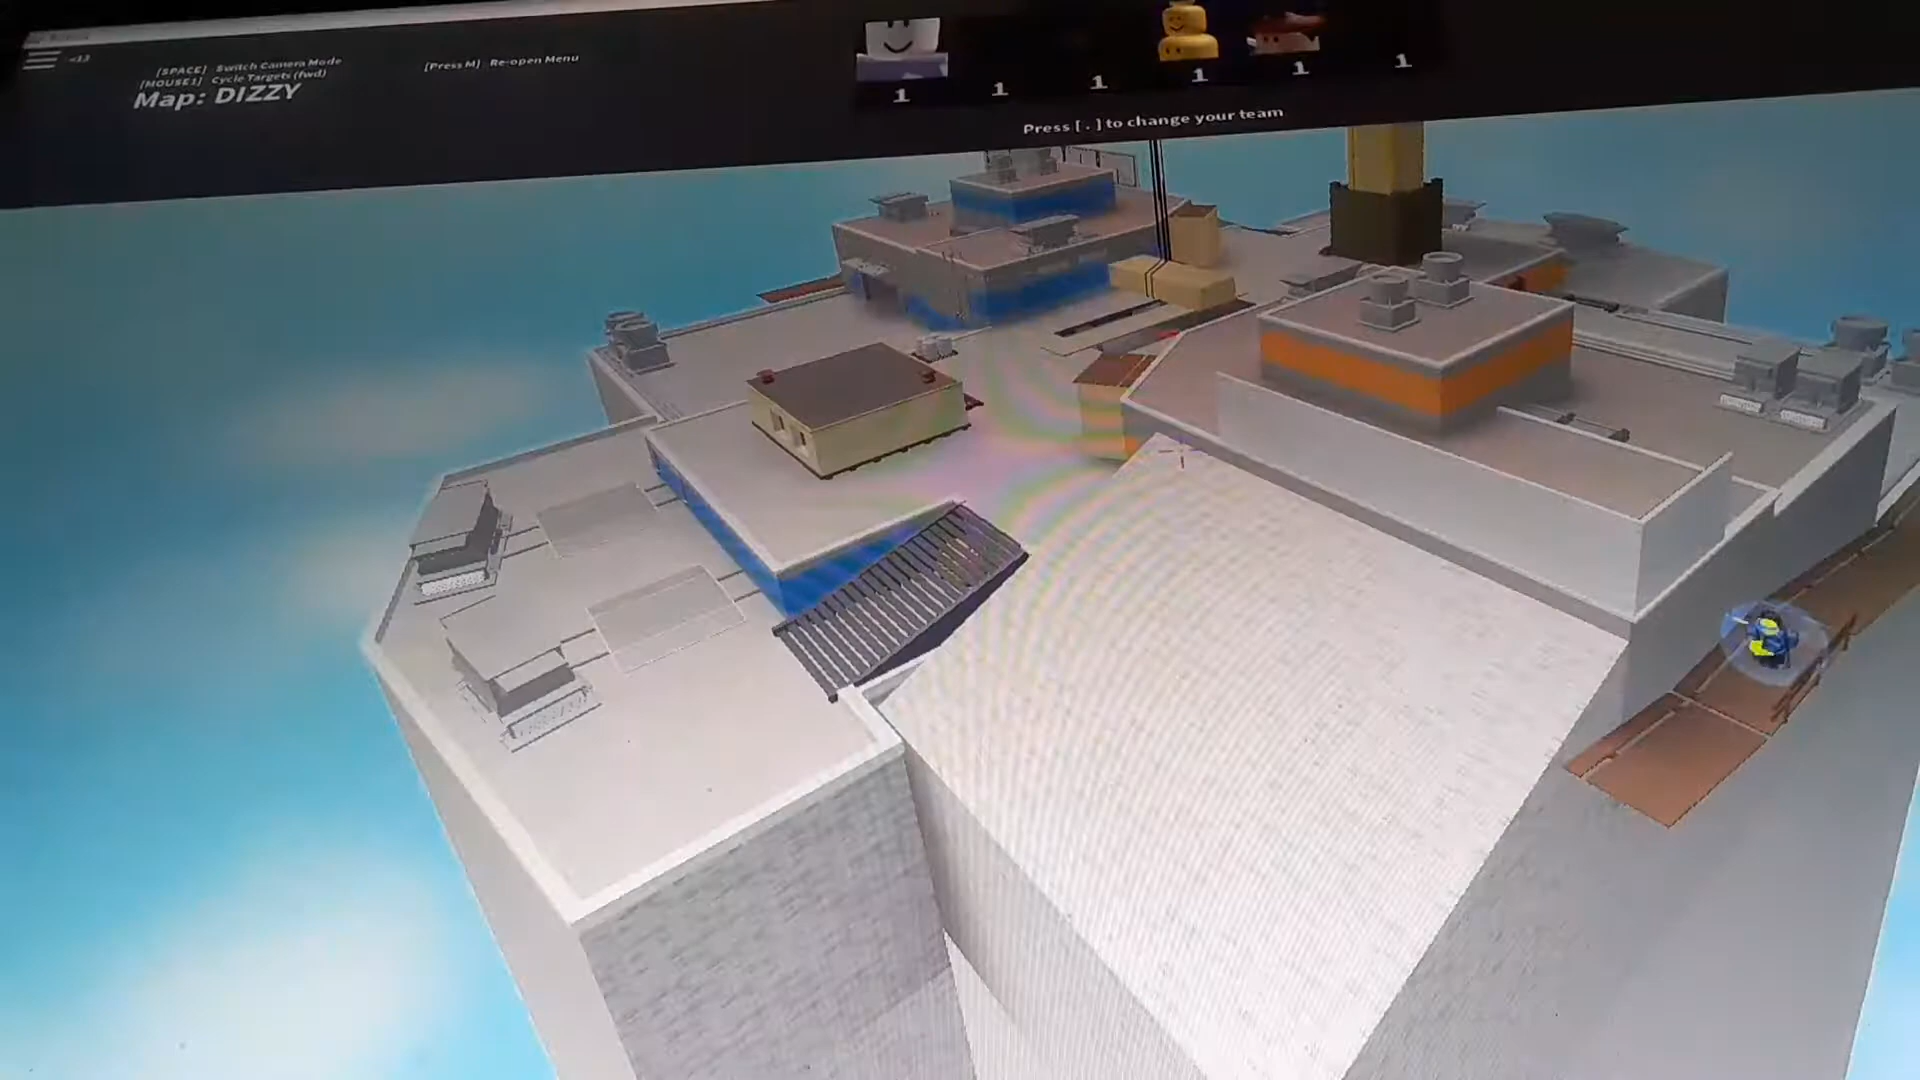 [SPACE] Switch Camera Mode
[MOUSE1] Cycle Targets (fwd)
Map: DIZZY
[Press M] Re-open Menu
1
1
1
1
1
1
Press [ . ] to change your team